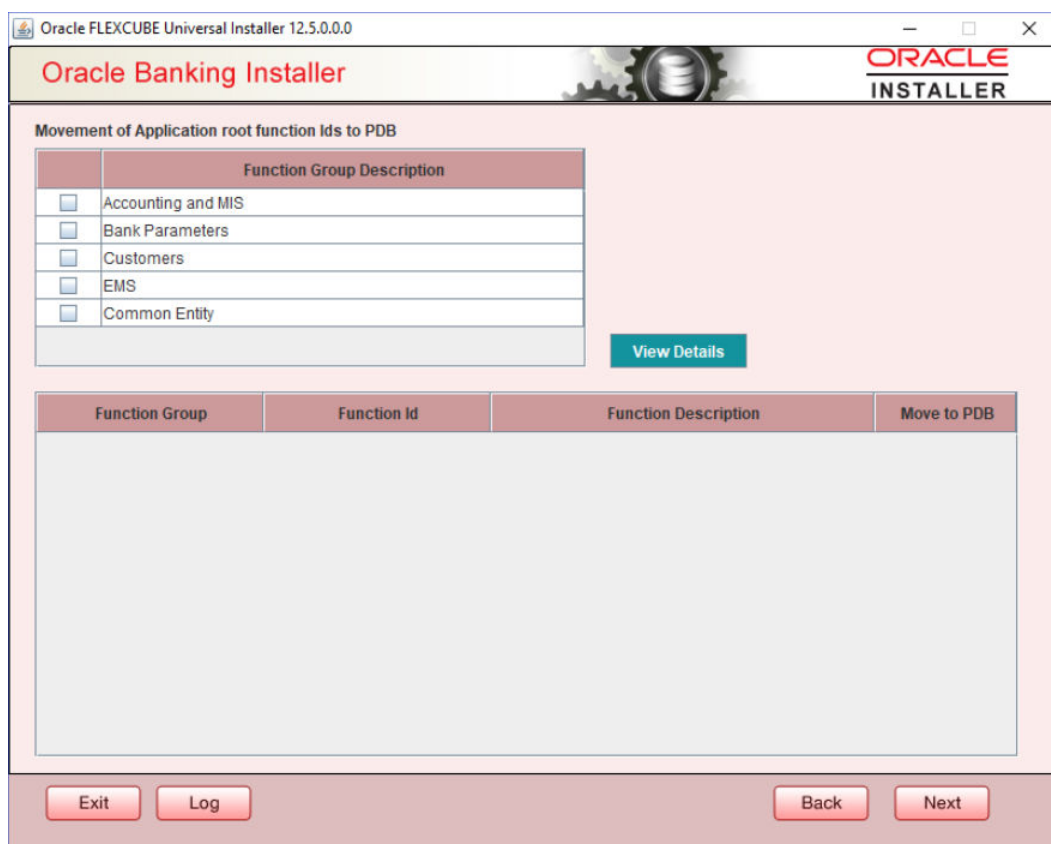 Oracle FLEXCUBE Universal Installer 12.5.0.0.0
Oracle Banking Installer
ORACLE
INSTALLER
Movement of Application root function Ids to PDB
Function Group Description
Accounting and MIS
Bank Parameters
Customers
EMS
Common Entity
View Details
Function Group Function Id Function Description Move to PDB
Exit Log Back Next